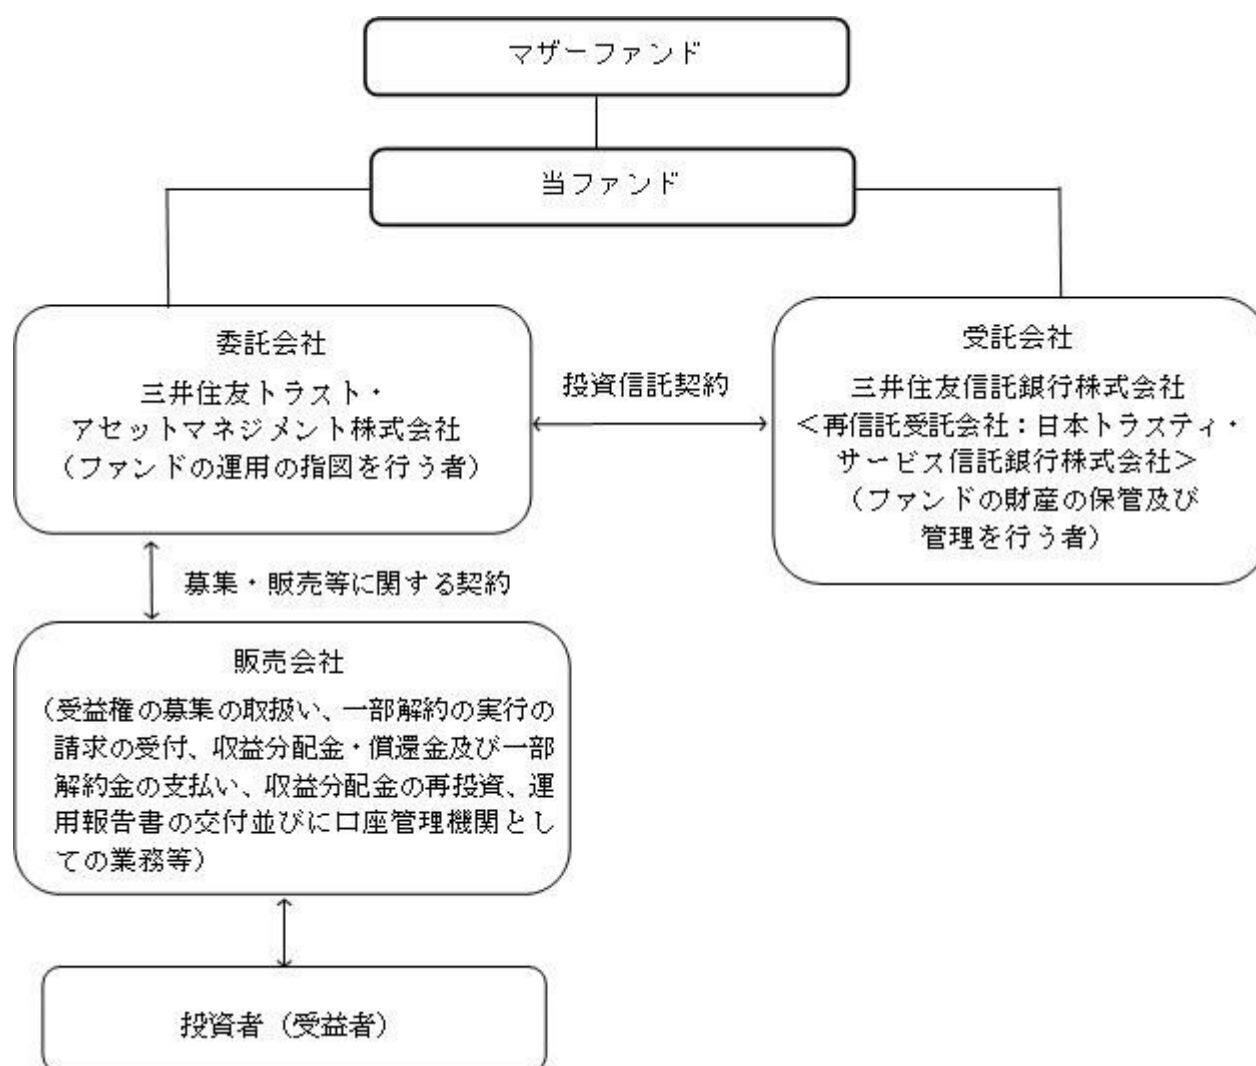 マザーファンド
当ファンド
委託会社
三井住友トラスト・
アセットマネジメント株式会社
（ファンドの運用の指図を行う者）
投資信託契約
受託会社
三井住友信託銀行株式会社
＜再信託受託会社：日本トラスティ・
サービス信託銀行株式会社＞
（ファンドの財産の保管及び
管理を行う者）
募集・販売等に関する契約
販売会社
（受益権の募集の取扱い、一部解約の実行の
請求の受付、収益分配金・償還金及び一部
解約金の支払い、収益分配金の再投資、運
用報告書の交付並びに口座管理機関とし
ての業務等）
投資者（受益者）